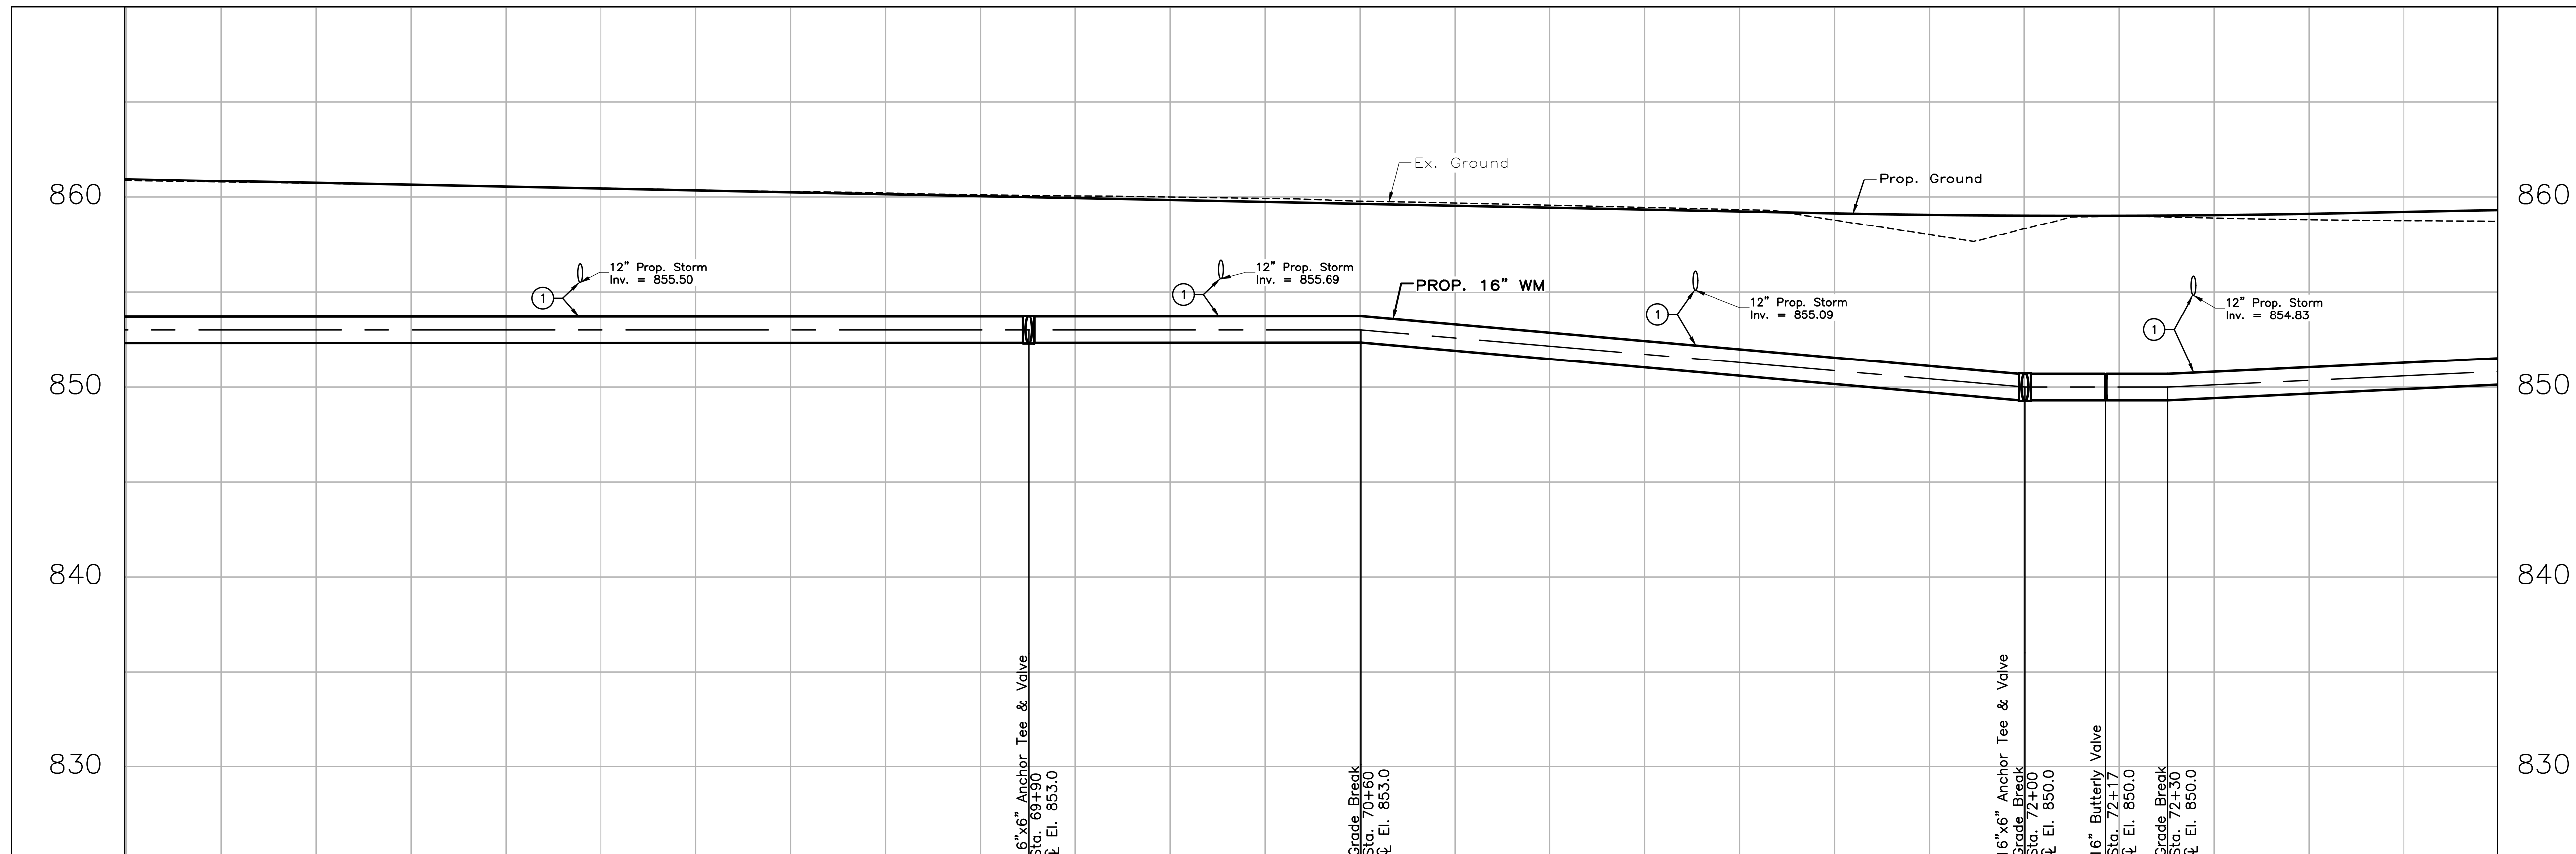 Ex. Ground
Prop. Ground
860
860
12" Prop. Storm
Inv. = 855.50
1
12" Prop. Storm
Inv. = 855.69
1
PROP. 16" WM
12" Prop. Storm
Inv. = 855.09
1
12" Prop. Storm
Inv. = 854.83
1
850
850
840
840
830
830
16"x6" Anchor Tee & Valve
Sta. 69+90
℄ El. 853.0
Grade Break
Sta. 70+60
℄ El. 853.0
16"x6" Anchor Tee & Valve
Grade Break
Sta. 72+00
℄ El. 850.0
16" Butterly Valve
Sta. 72+17
℄ El. 850.0
Grade Break
Sta. 72+30
℄ El. 850.0